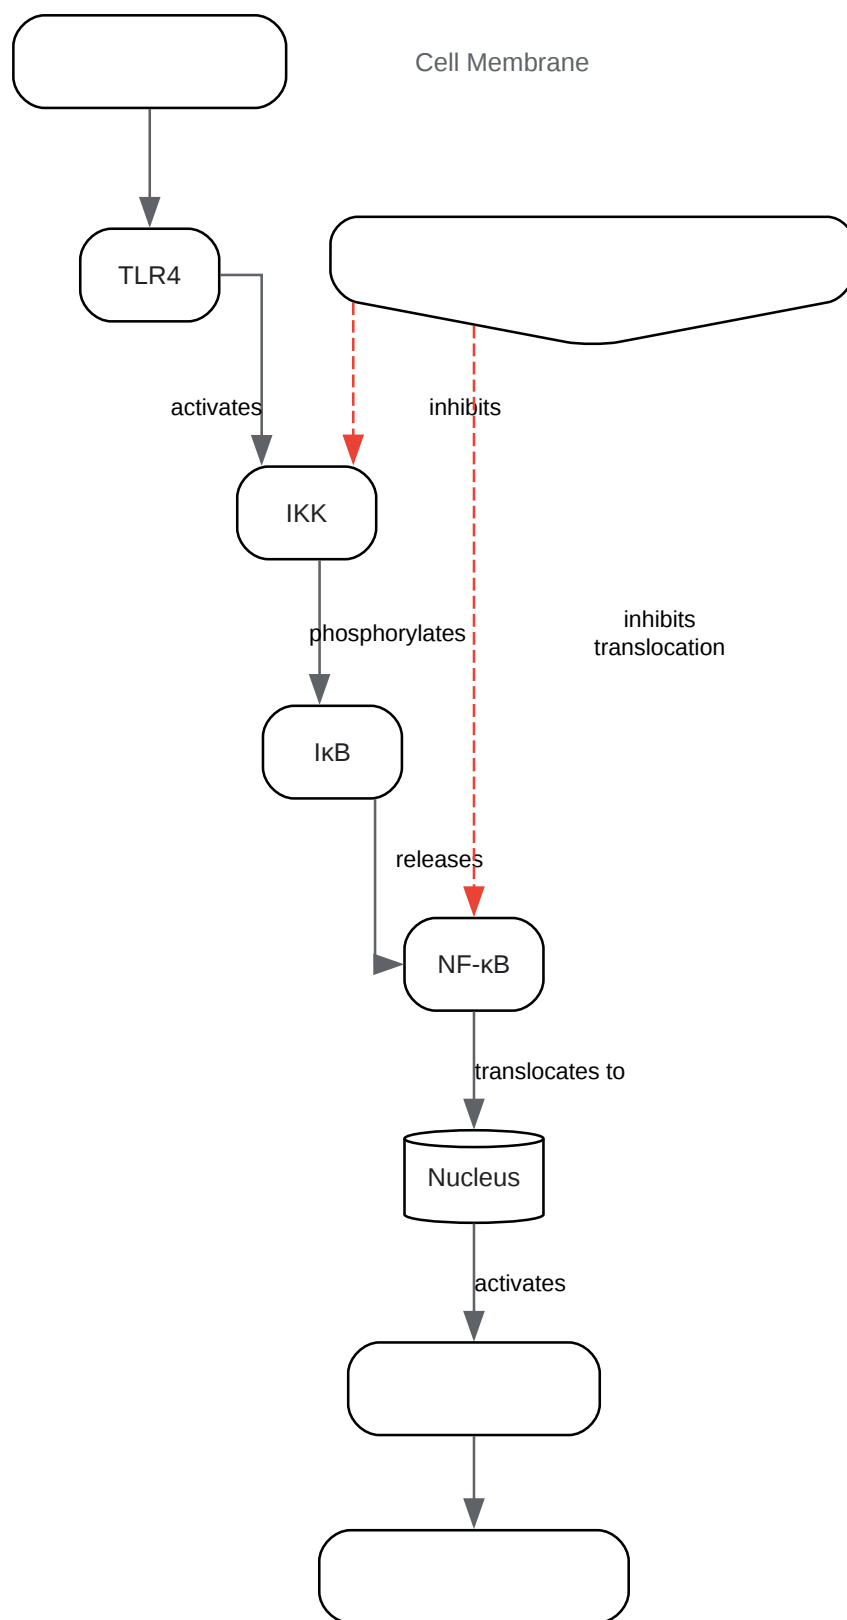 Cell Membrane
TLR4
activates
inhibits
IKK
inhibits
translocation
phosphorylates
IκB
releases
NF-κB
translocates to
Nucleus
activates